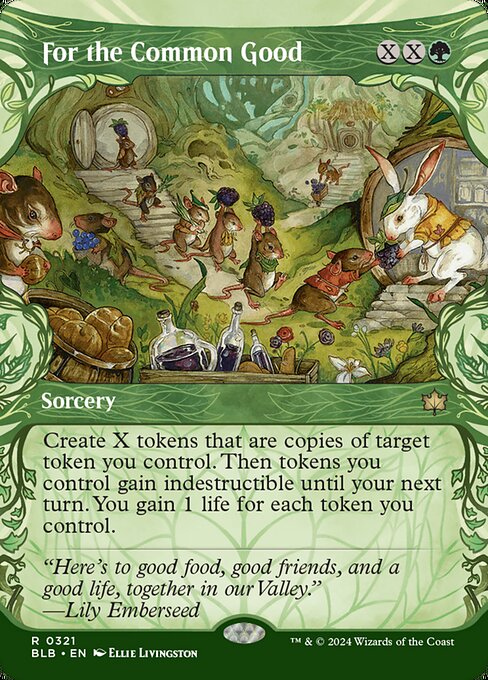 For the Common Good XX
Sorcery
Create X tokens that are copies of target
token you control. Then tokens you
control gain indestructible until your next
turn. You gain 1 life for each token you
control.
“Here’s to good food, good friends, and a
good life, together in our Valley.”
—Lily Emberseed
R 0321
BLB • EN Ellie Livingston
™ & © 2024 Wizards of the Coast